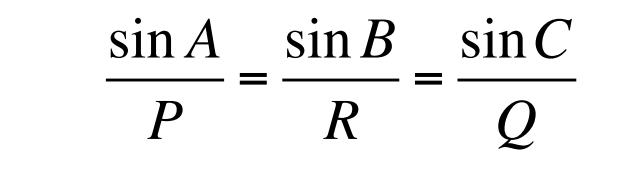 sin A / P = sin B / R = sin C / Q